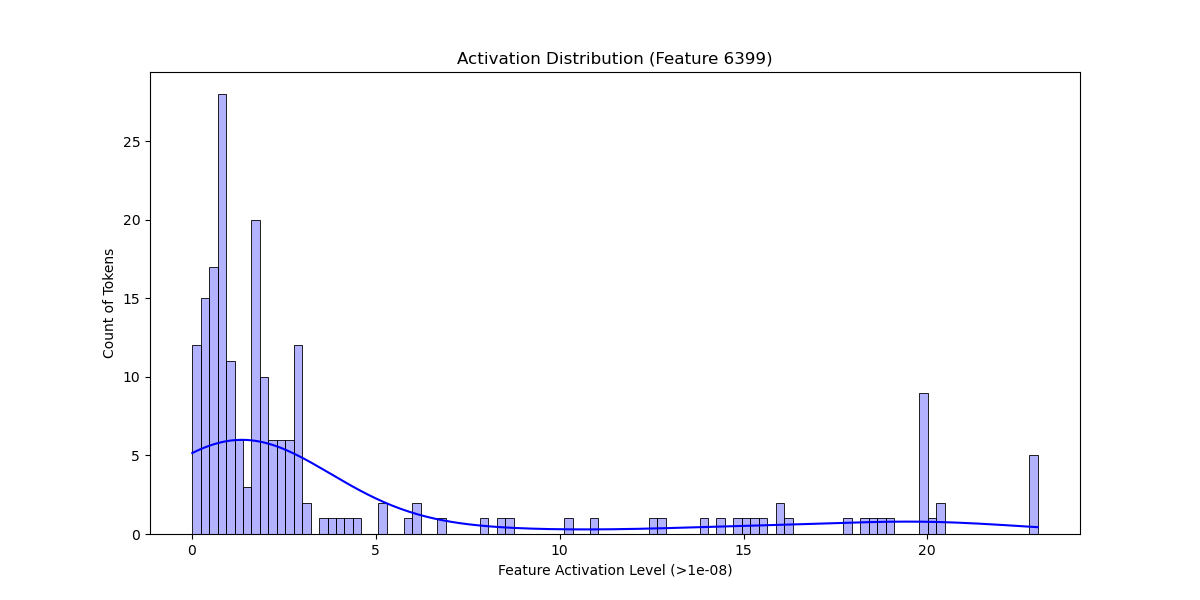 Activation Distribution (Feature 6399)
25
20
15
10
5
0
Count of Tokens
0 5 10 15 20
Feature Activation Level (>1e-08)